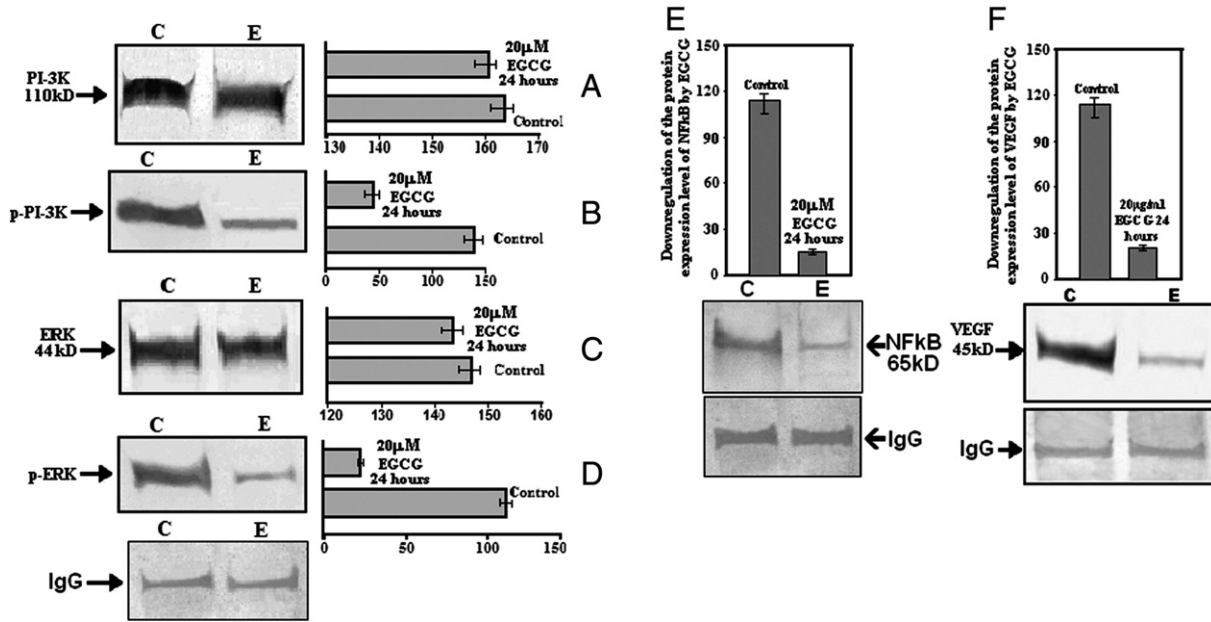 C E
PI-3K
110kD
20μM
EGCG
24 hours
Control
130 140 150 160 170
A
C E
p-PI-3K
20μM
EGCG
24 hours
Control
0 50 100 150
B
C E
ERK
44kD
20μM
EGCG
24 hours
Control
120 130 140 150 160
C
C E
p-ERK
20μM
EGCG
24 hours
Control
0 50 100 150
D
C E
IgG
E
Downregulation of the protein
expression level of NFkB by EGCG
150
120
90
60
30
0
Control
20μM
EGCG
24 hours
C E
NFkB
65kD
IgG
F
Downregulation of the protein
expression level of VEGF by EGCG
150
120
90
60
30
0
Control
20μg/ml
EGCG 24
hours
C E
VEGF
45kD
IgG